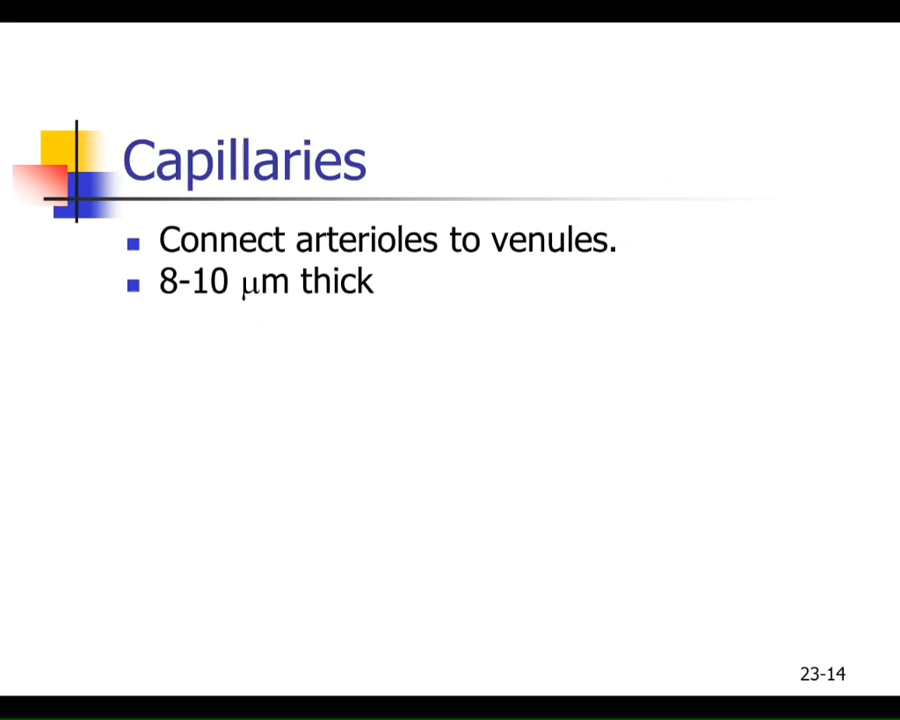 Capillaries
Connect arterioles to venules.
8-10 μm thick
23-14